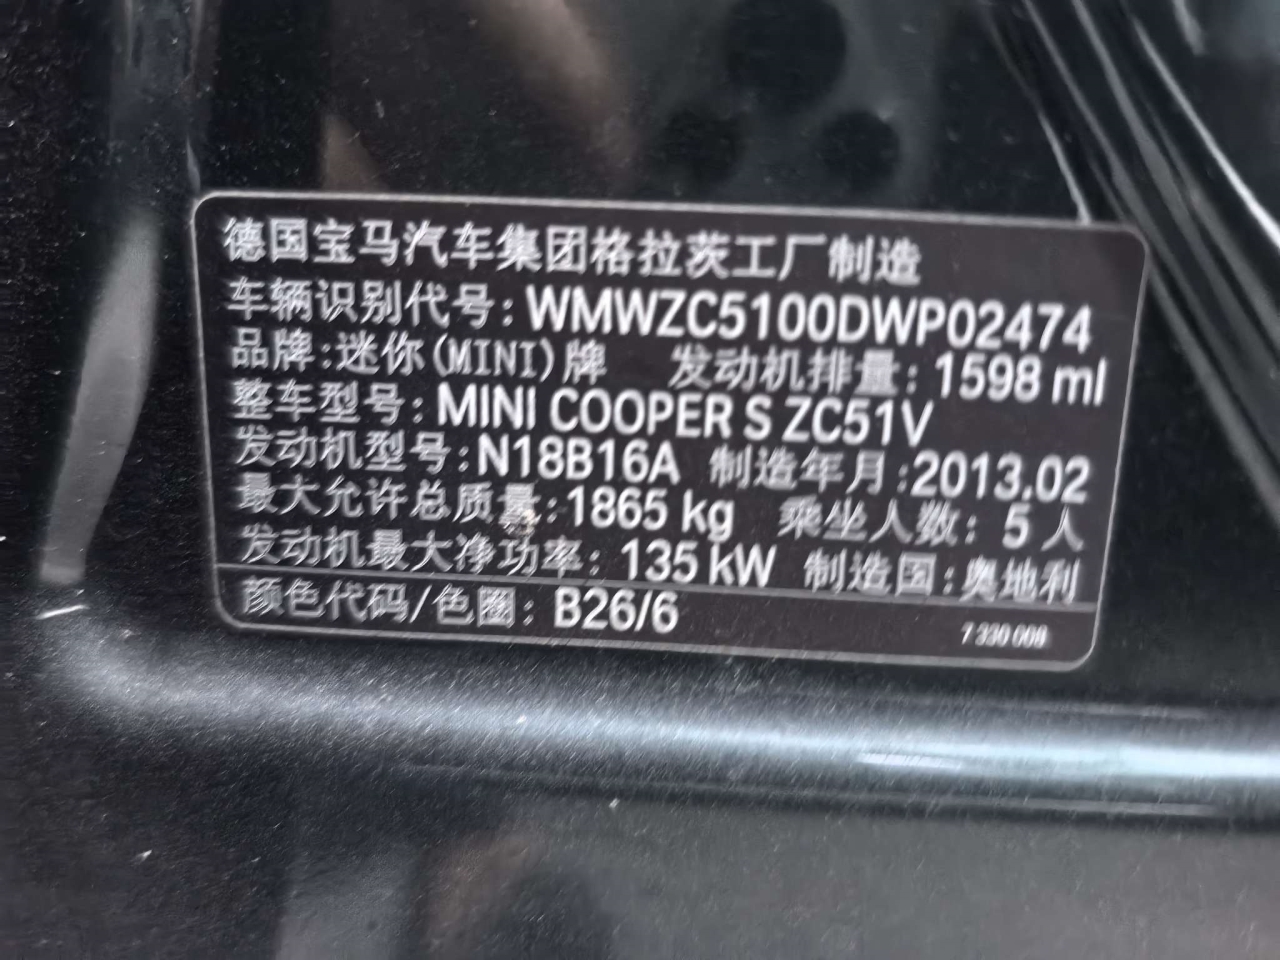 德国宝马汽车集团格拉茨工厂制造
车辆识别代号: WMWZC5100DWP02474
品牌: 迷你(MINI)牌 发动机排量: 1598 ml
整车型号: MINI COOPER S ZC51V
发动机型号: N18B16A 制造年月: 2013.02
最大允许总质量: 1865 kg 乘坐人数: 5 人
发动机最大净功率: 135 kW 制造国: 奥地利
颜色代码/色圈: B26/6
7 330 008